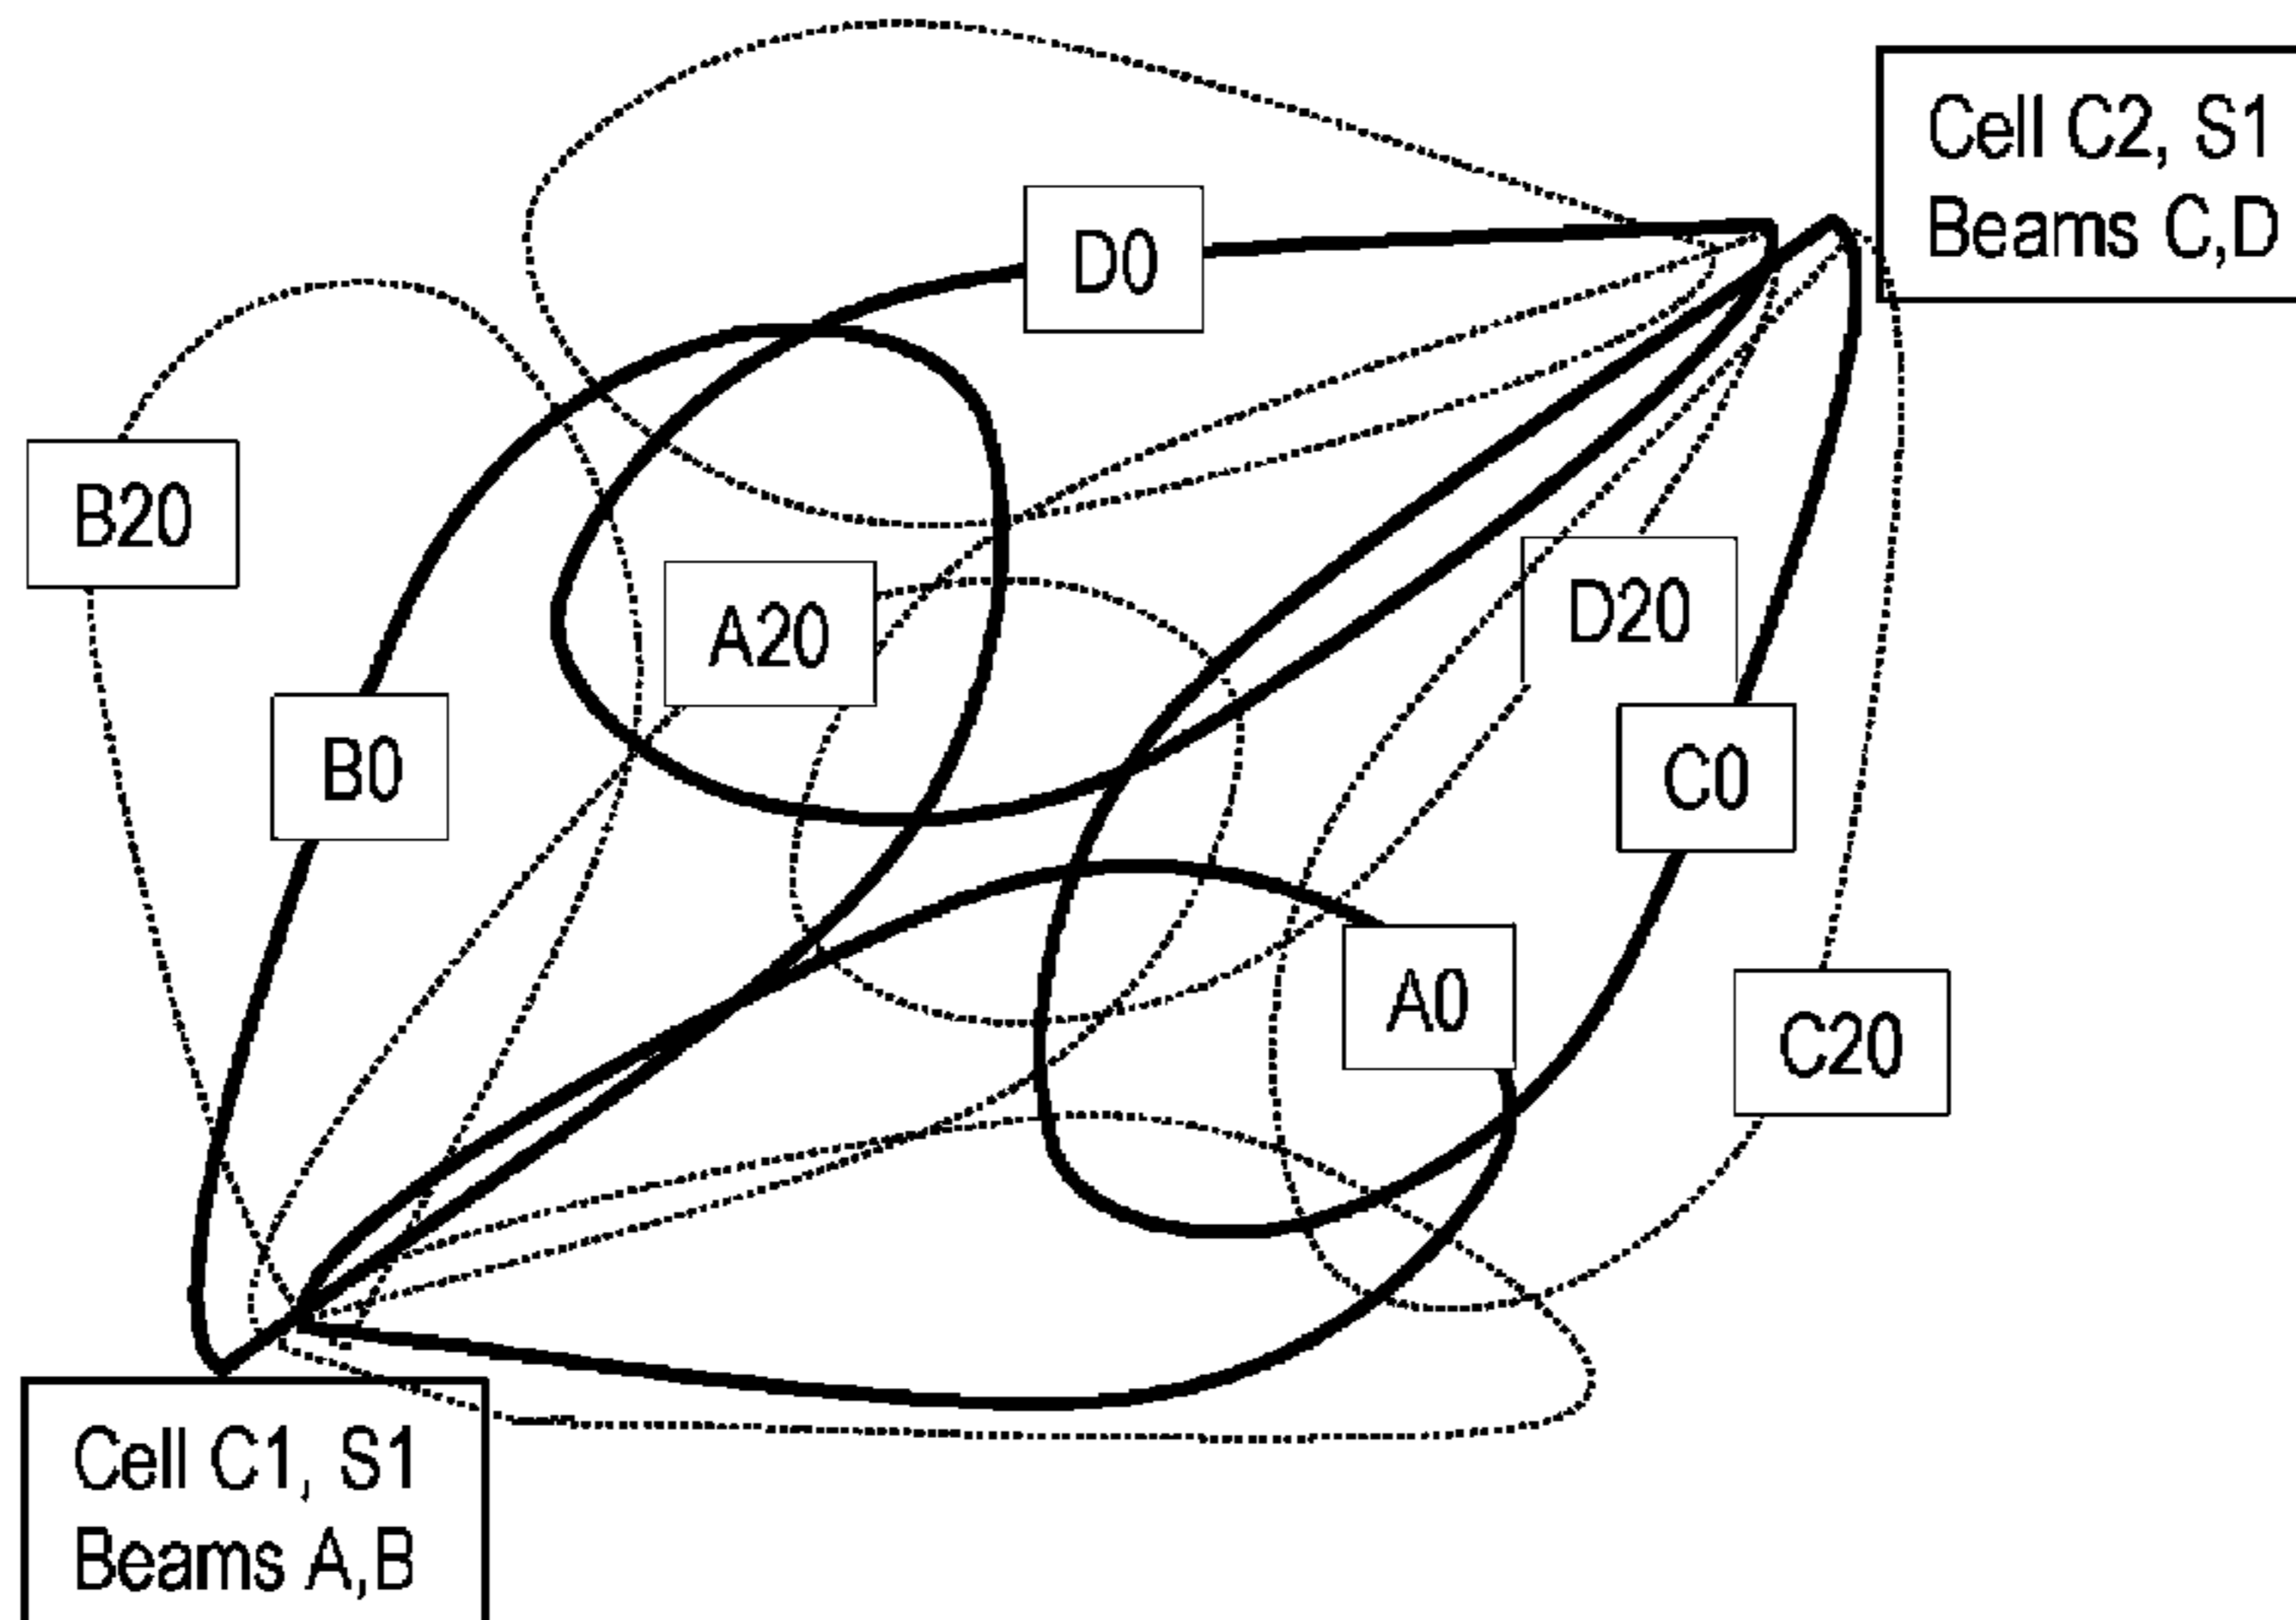 Cell C2, S1
Beams C,D
D0
B20
A20
D20
B0
C0
A0
C20
Cell C1, S1
Beams A,B